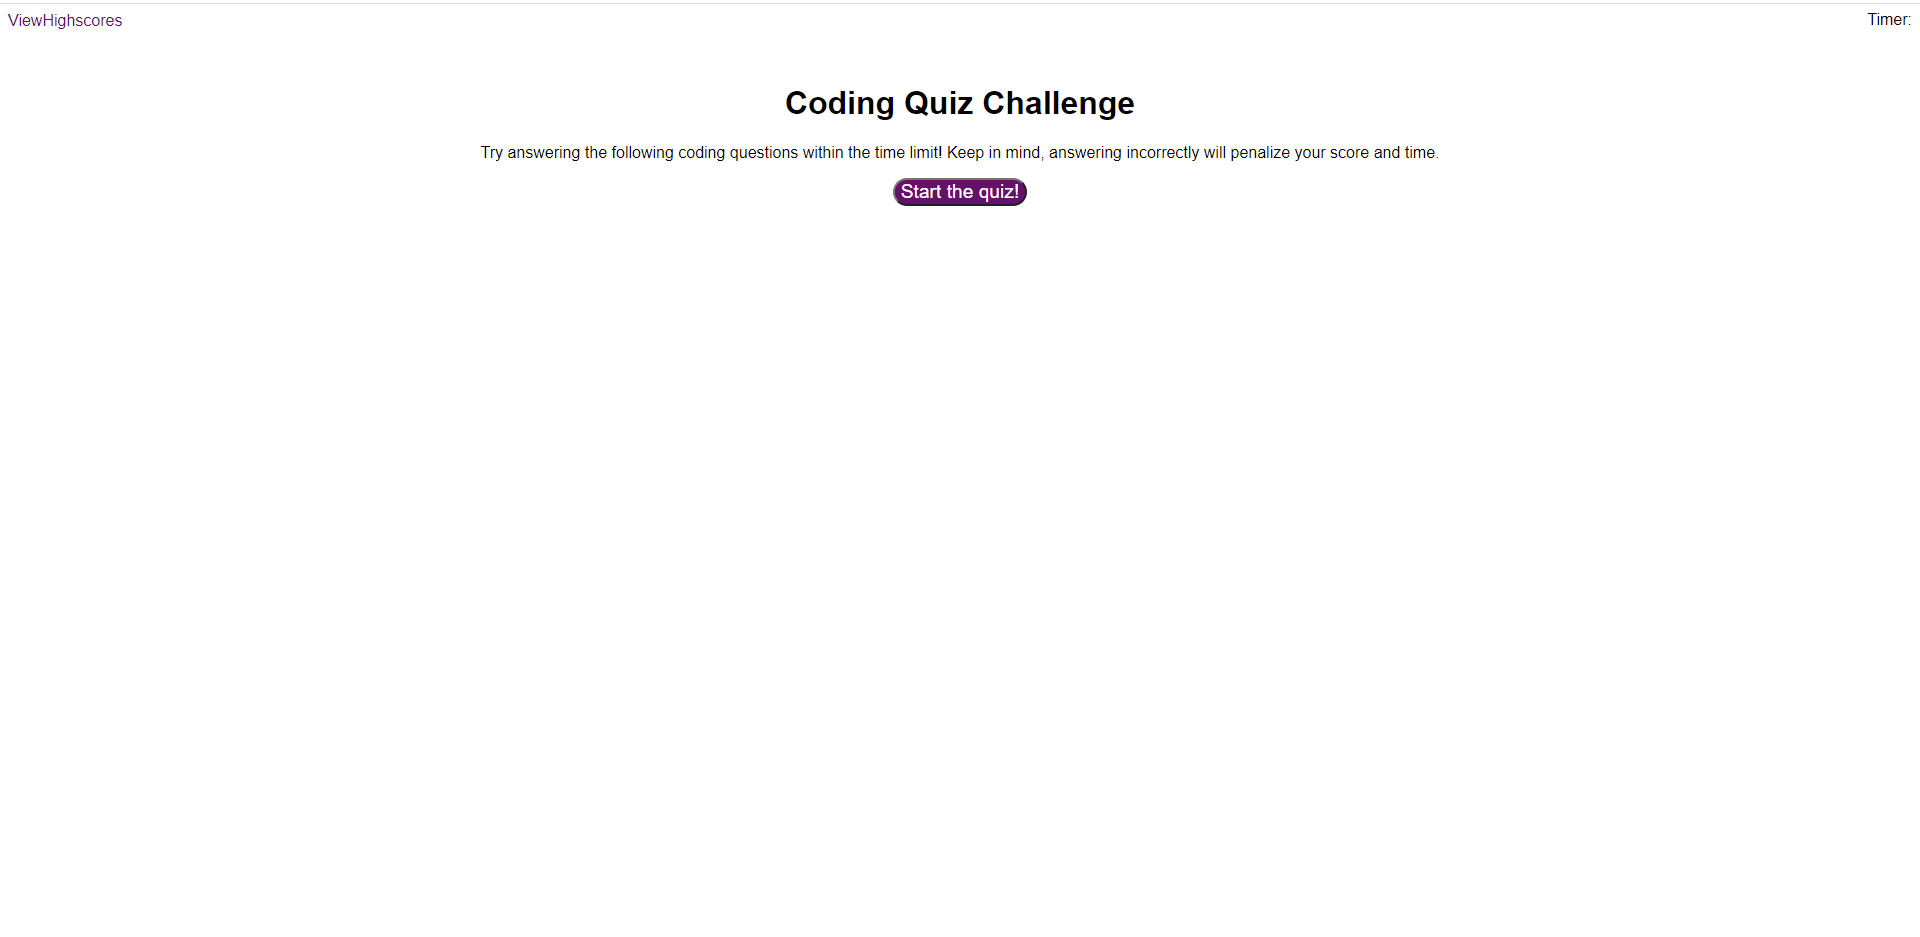 ViewHighscores
Timer:
Coding Quiz Challenge
Try answering the following coding questions within the time limit! Keep in mind, answering incorrectly will penalize your score and time.
Start the quiz!